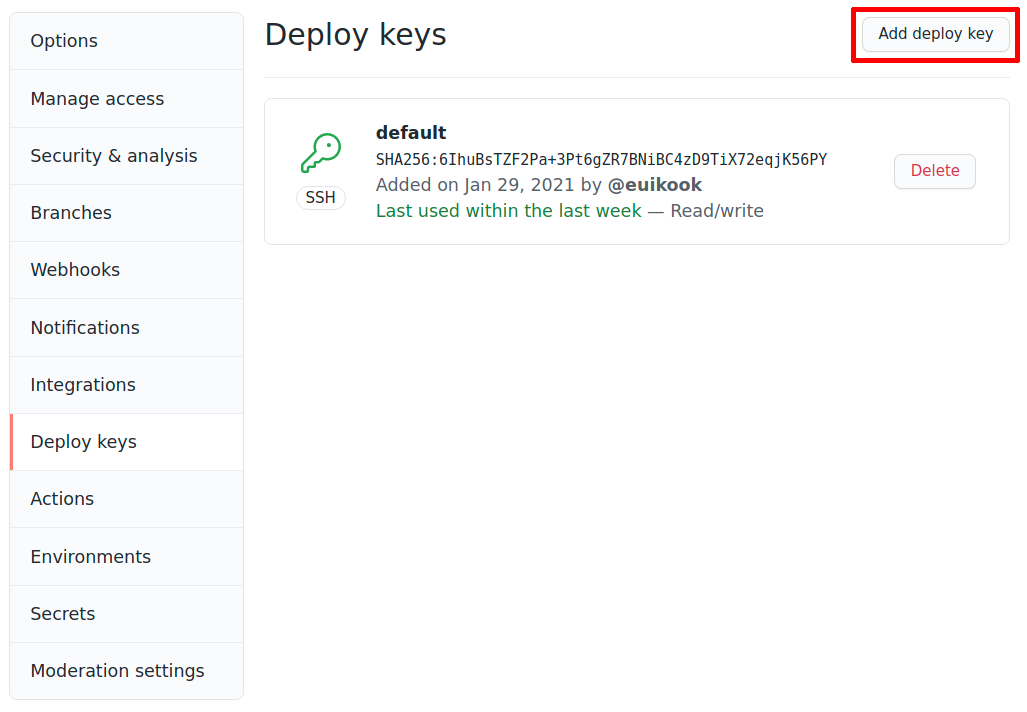 Options
Manage access
Security & analysis
Branches
Webhooks
Notifications
Integrations
Deploy keys
Actions
Environments
Secrets
Moderation settings
Deploy keys
Add deploy key
SSH
default
SHA256:6IhuBsTZF2Pa+3Pt6gZR7BNiBC4zD9TiX72eqjK56PY
Added on Jan 29, 2021 by @euikook
Last used within the last week — Read/write
Delete